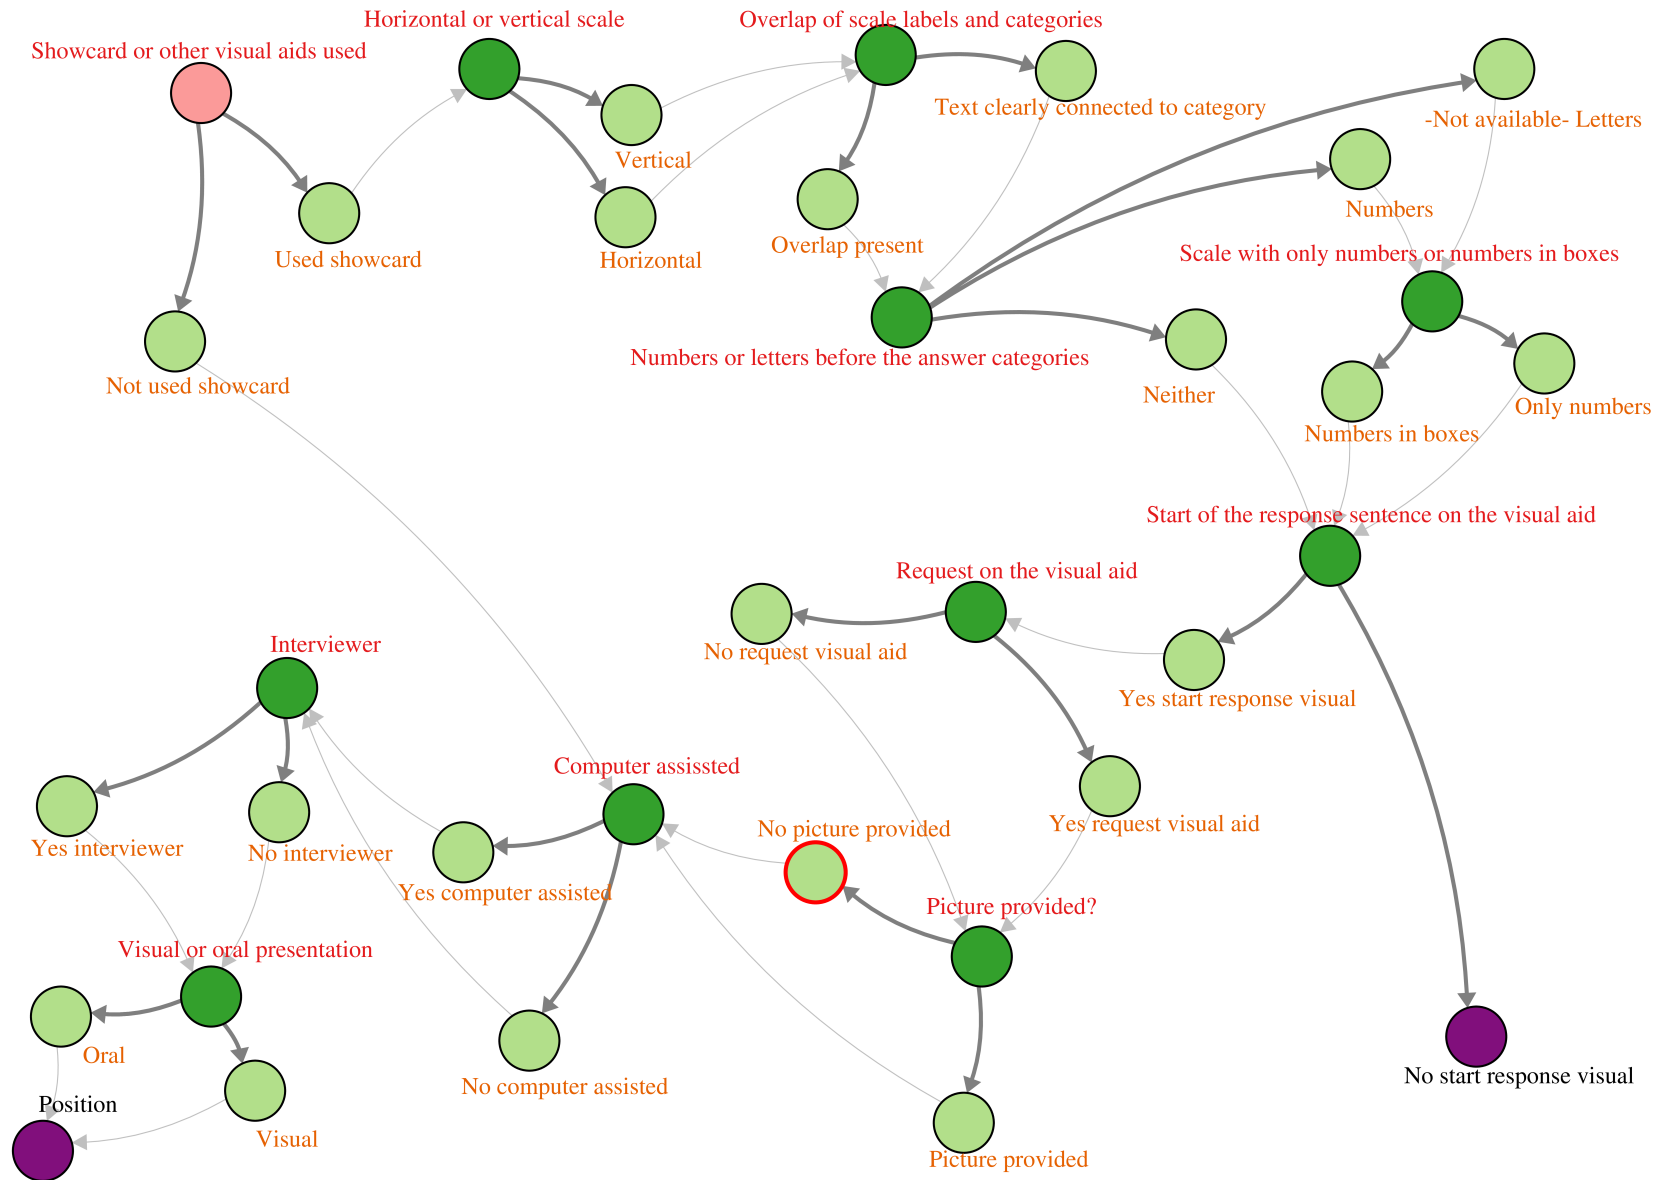 Horizontal or vertical scale
Overlap of scale labels and categories
Showcard or other visual aids used
Text clearly connected to category
-Not available- Letters
Vertical
Numbers
Overlap present
Used showcard
Horizontal
Scale with only numbers or numbers in boxes
Numbers or letters before the answer categories
Not used showcard
Neither
Only numbers
Numbers in boxes
Start of the response sentence on the visual aid
Request on the visual aid
Interviewer
No request visual aid
Yes start response visual
Computer assissted
Yes request visual aid
No picture provided
Yes interviewer
No interviewer
Yes computer assisted
Picture provided?
Visual or oral presentation
Oral
No start response visual
No computer assisted
Position
Visual
Picture provided